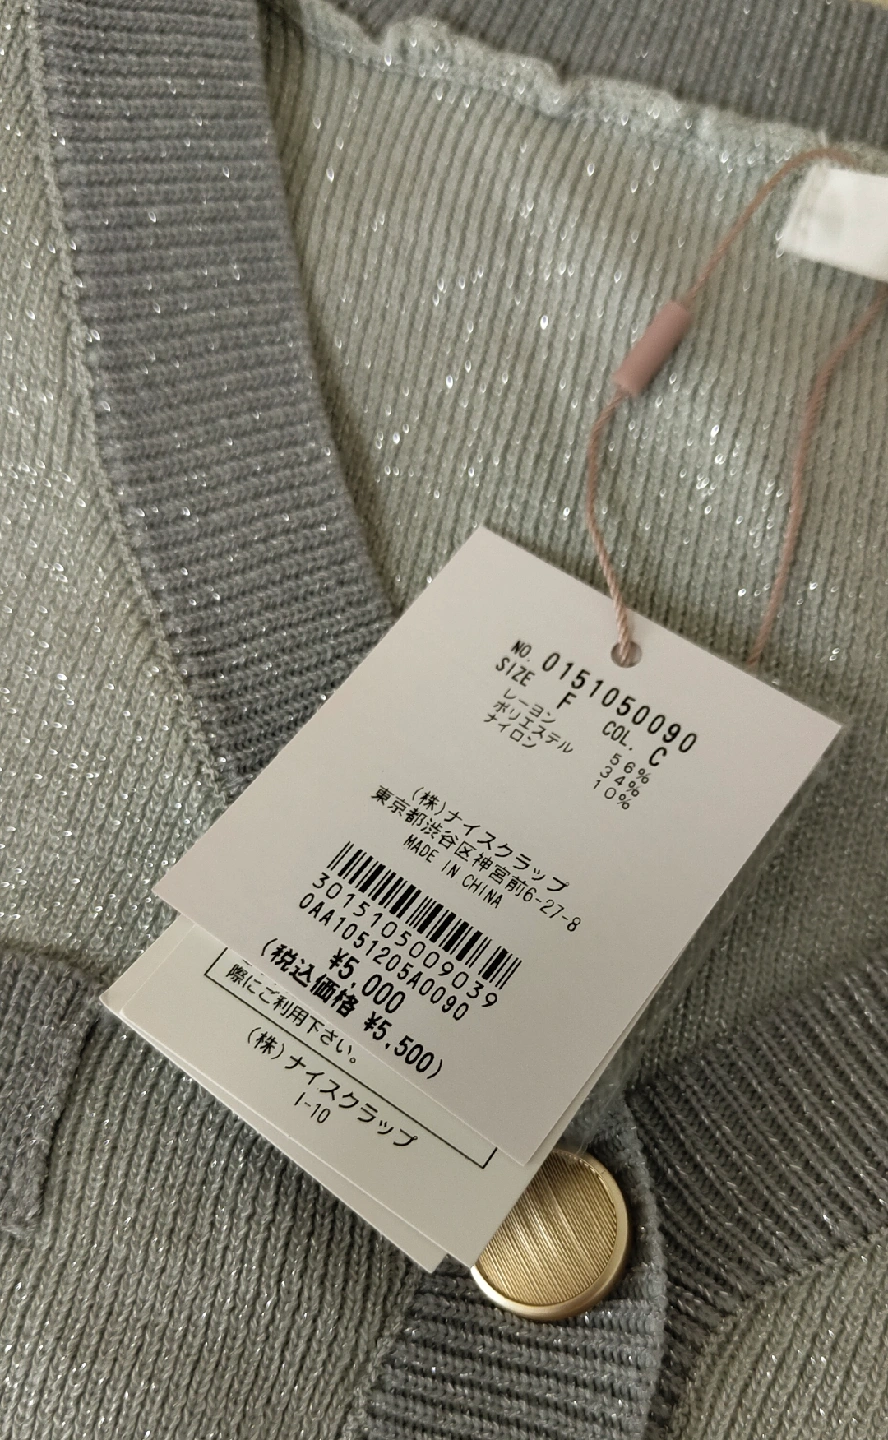 NO. 0151050090
SIZE F COL. C
レーヨン 56%
ポリエステル 34%
ナイロン 10%
(株)ナイスクラップ
東京都渋谷区神宮前6-27-8
MADE IN CHINA
3015105009039
0AA1051205A0090
¥5,000
(税込価格 ¥5,500)
際にご利用下さい。
(株)ナイスクラップ
I-10